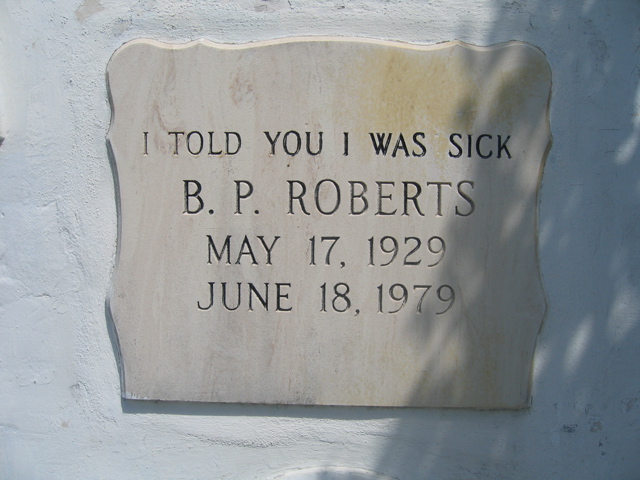 I TOLD YOU I WAS SICK
B. P. ROBERTS
MAY 17, 1929
JUNE 18, 1979